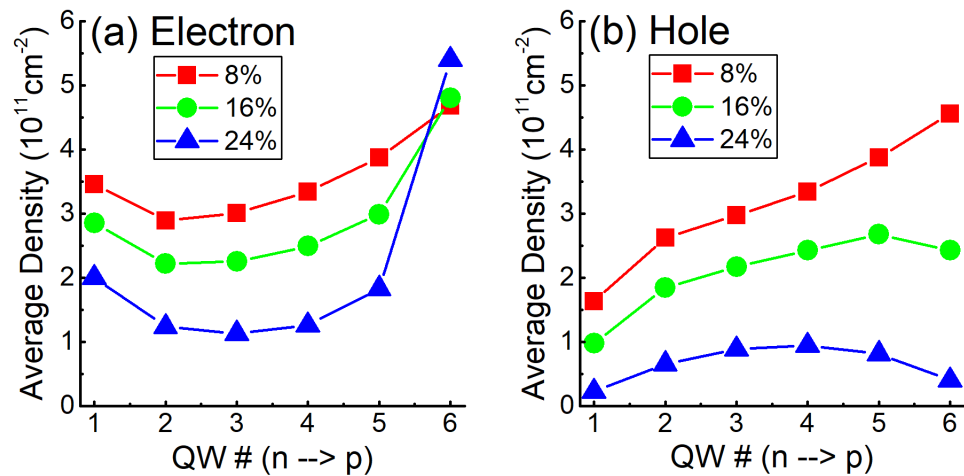 (a) Electron
8%
16%
24%
6
5
4
3
2
1
0
Average Density (10¹¹cm⁻²)
1 2 3 4 5 6
QW # (n --> p)
(b) Hole
8%
16%
24%
6
5
4
3
2
1
0
Average Density (10¹¹cm⁻²)
1 2 3 4 5 6
QW # (n --> p)